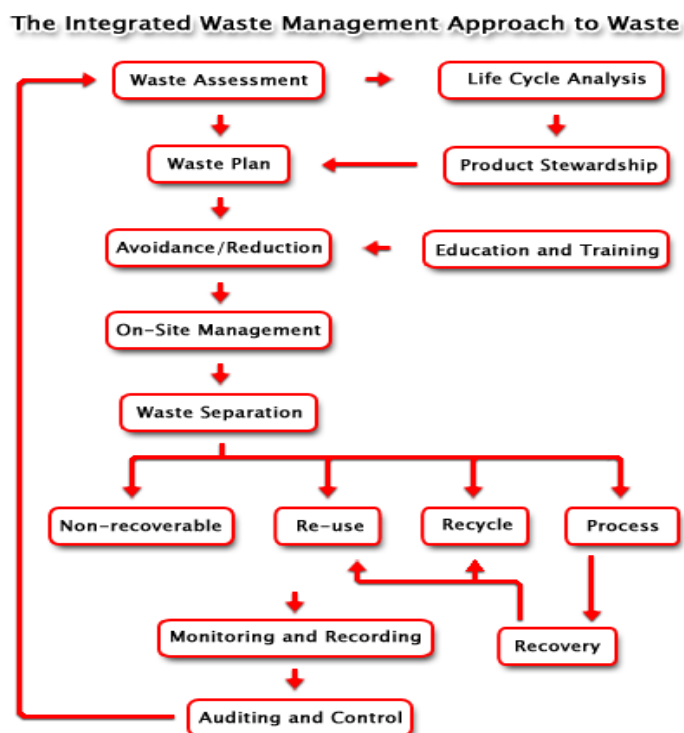 The Integrated Waste Management Approach to Waste
Waste Assessment
Life Cycle Analysis
Waste Plan
Product Stewardship
Avoidance/Reduction
Education and Training
On-Site Management
Waste Separation
Non-recoverable
Re-use
Recycle
Process
Monitoring and Recording
Recovery
Auditing and Control